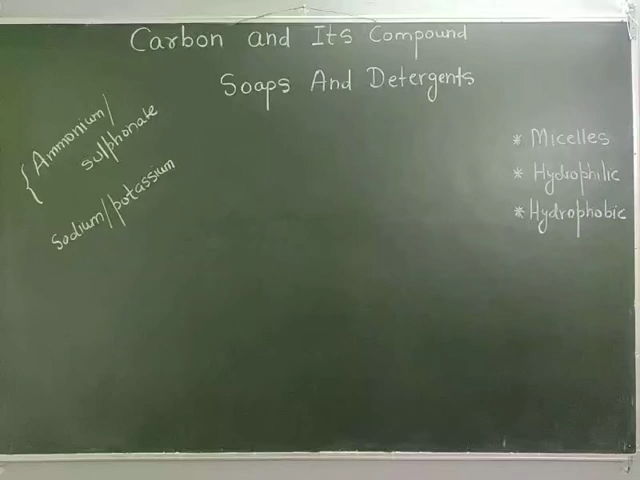 Carbon and Its Compound
Soaps And Detergents
{ Ammonium/
sulphonate
Sodium/potassium
* Micelles
* Hydrophilic
* Hydrophobic